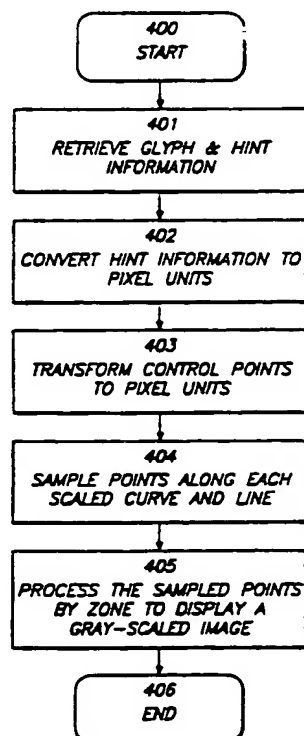 400
START
401
RETRIEVE GLYPH & HINT
INFORMATION
402
CONVERT HINT INFORMATION TO
PIXEL UNITS
403
TRANSFORM CONTROL POINTS
TO PIXEL UNITS
404
SAMPLE POINTS ALONG EACH
SCALED CURVE AND LINE
405
PROCESS THE SAMPLED POINTS
BY ZONE TO DISPLAY A
GRAY-SCALED IMAGE
406
END